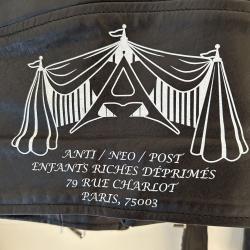 ANTI / NEO / POST
ENFANTS RICHES DÉPRIMÉS
79 RUE CHARLOT
PARIS, 75003